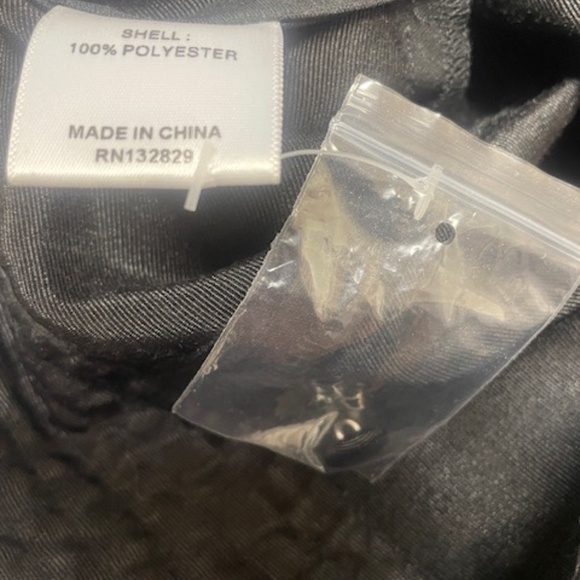 SHELL :
100% POLYESTER
MADE IN CHINA
RN132829